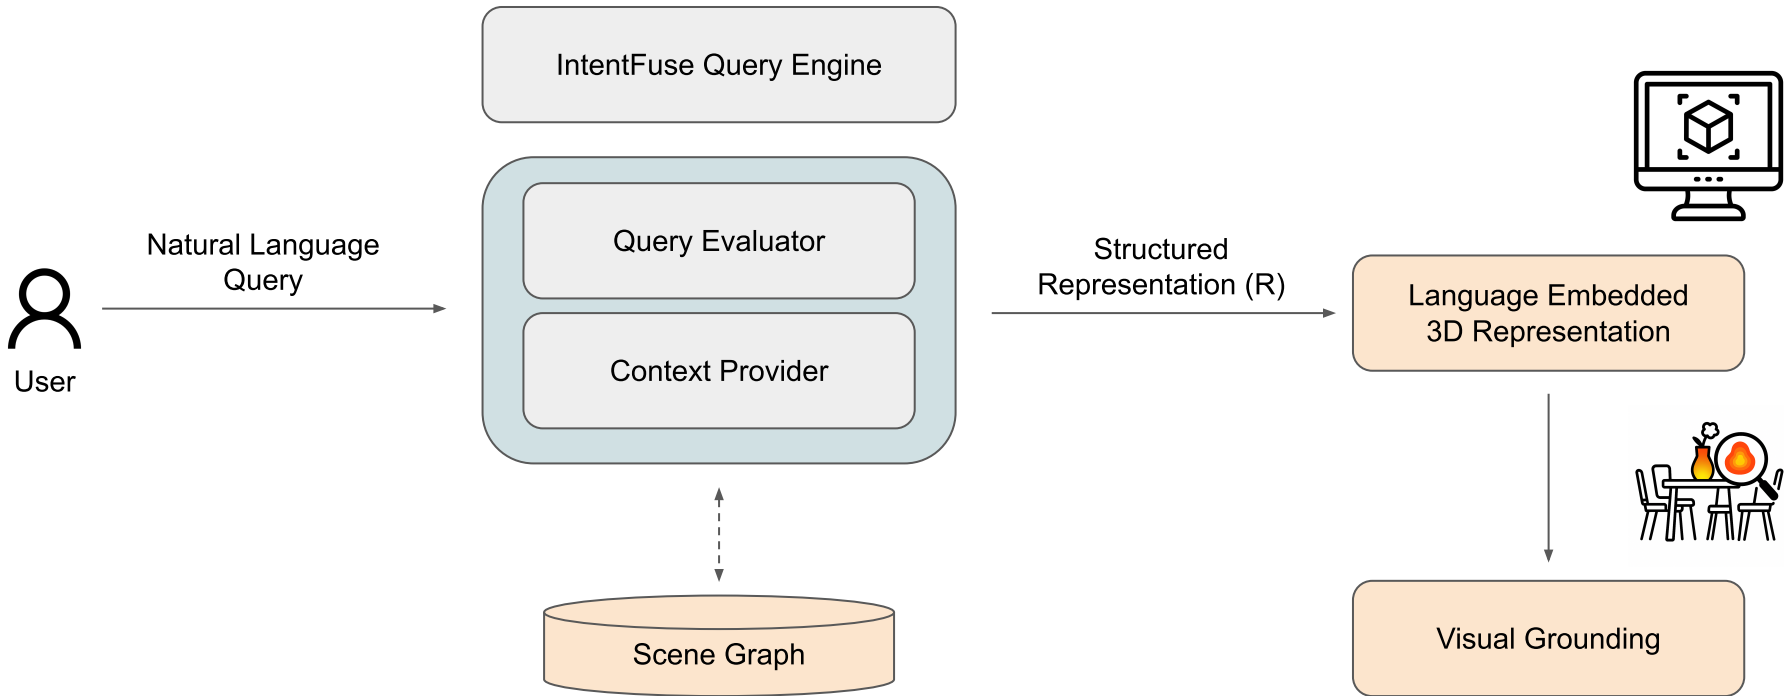 IntentFuse Query Engine
Natural Language
Query
User
Query Evaluator
Context Provider
Scene Graph
Structured
Representation (R)
Language Embedded
3D Representation
Visual Grounding